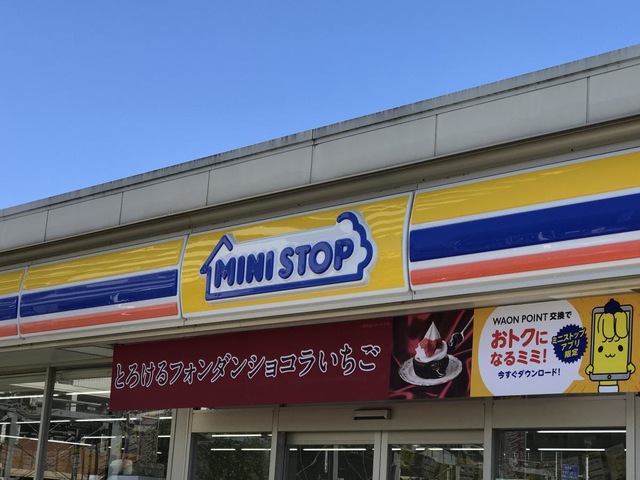 MINI STOP
とろけるフォンダンショコラいちご
WAON POINT 交換で
おトクに
なるミミ!
今すぐダウンロード!
ミニストップ
アプリ
限定